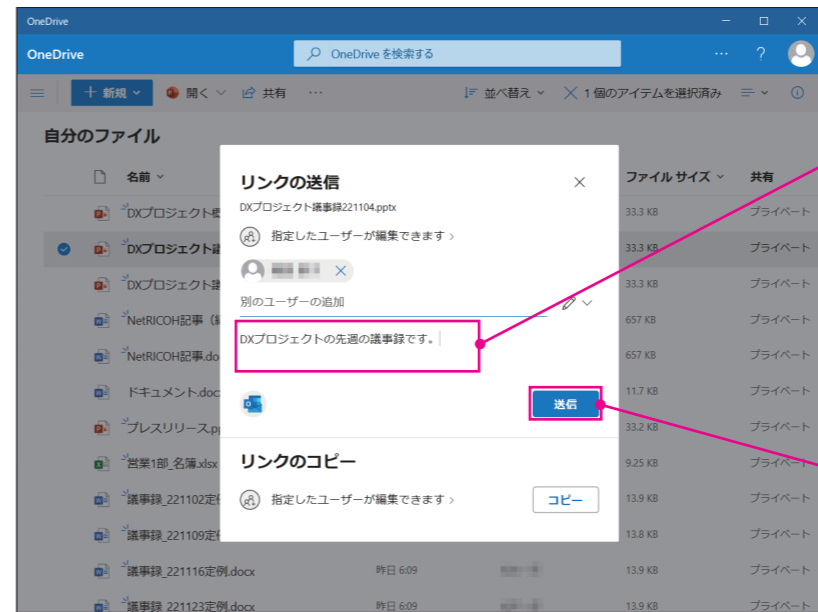 OneDrive
OneDrive OneDrive を検索する ... ?
新規 開く 共有 ... 並べ替え 1 個のアイテムを選択済み
自分のファイル
名前 ファイル サイズ 共有
リンクの送信
DXプロジェクト議事録221104.pptx
指定したユーザーが編集できます
別のユーザーの追加
DXプロジェクトの先週の議事録です。
送信
リンクのコピー
指定したユーザーが編集できます
コピー
DXプロジェクト 33.3 KB プライベート
DXプロジェクト 33.3 KB プライベート
DXプロジェクト 33.3 KB プライベート
NetRICOH記事 657 KB プライベート
NetRICOH記事.do 657 KB プライベート
ドキュメント.doc 11.7 KB プライベート
プレスリリース.pp 33.2 KB プライベート
営業1部_名簿.xlsx 9.25 KB プライベート
議事録_221102定例 13.9 KB プライベート
議事録_221109定例 13.8 KB プライベート
議事録_221116定例.docx 昨日 6:09 13.9 KB プライベート
議事録_221123定例.docx 昨日 6:09 13.9 KB プライベート